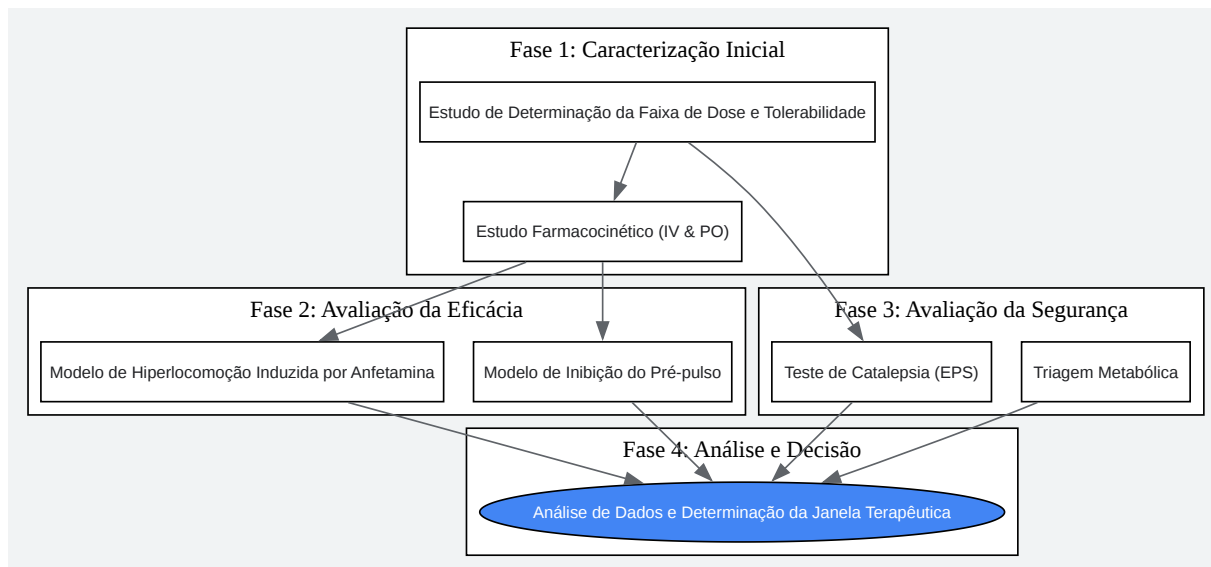 Fase 1: Caracterização Inicial
Estudo de Determinação da Faixa de Dose e Tolerabilidade
Estudo Farmacocinético (IV & PO)
Fase 2: Avaliação da Eficácia
Modelo de Hiperlocomoção Induzida por Anfetamina
Modelo de Inibição do Pré-pulso
Fase 3: Avaliação da Segurança
Teste de Catalepsia (EPS)
Triagem Metabólica
Fase 4: Análise e Decisão
Análise de Dados e Determinação da Janela Terapêutica